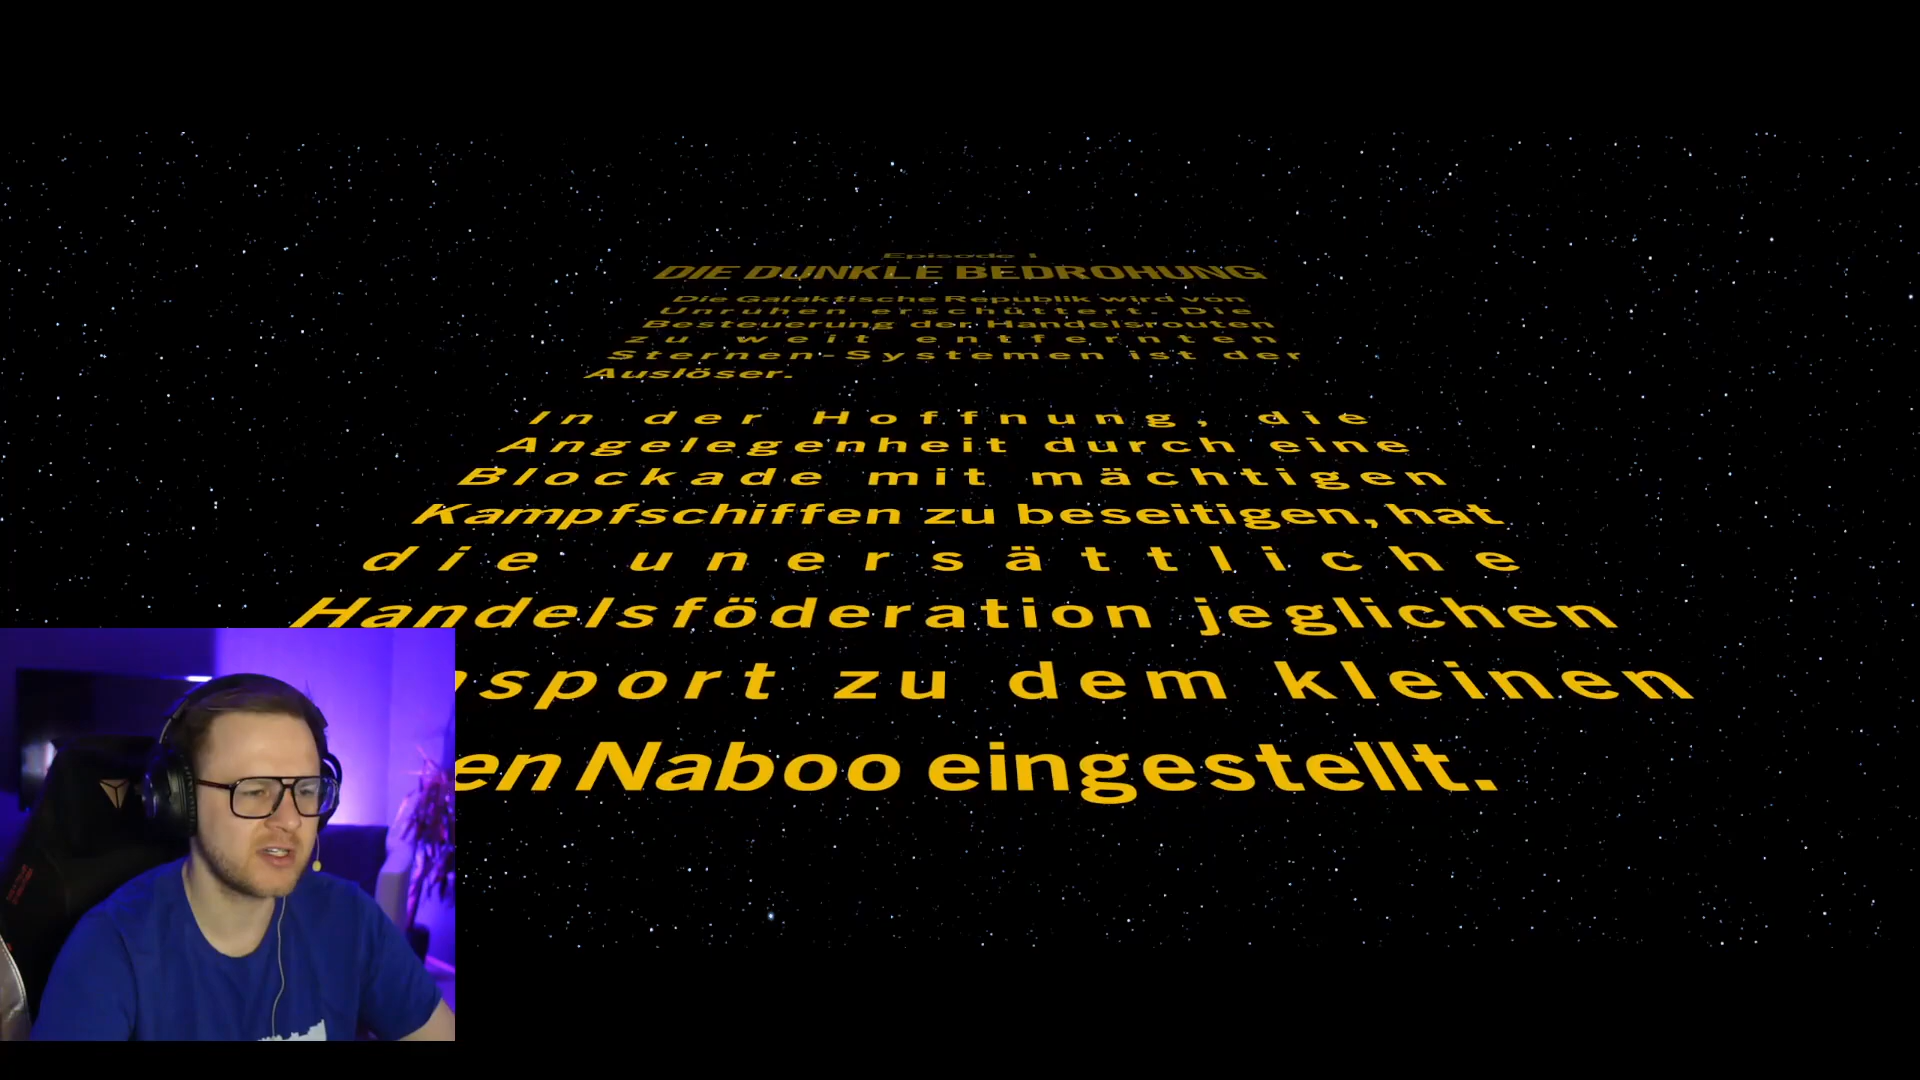 Episode I
DIE DUNKLE BEDROHUNG
Die Galaktische Republik wird von
Unruhen erschüttert. Die
Besteuerung der Handelsrouten
zu weit entfernten
Sternen-Systemen ist der
Auslöser.
In der Hoffnung, die
Angelegenheit durch eine
Blockade mit mächtigen
Kampfschiffen zu beseitigen, hat
die unersättliche
Handelsföderation jeglichen
zu dem kleinen
Naboo eingestellt.